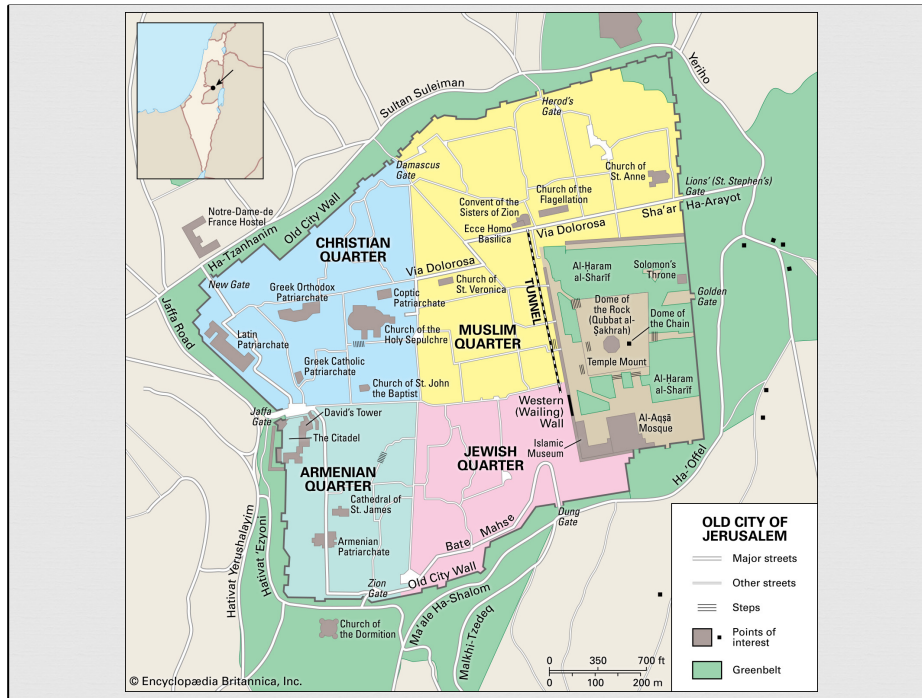 Sultan Suleiman
Yeriho
Herod's
Gate
Damascus
Gate
Church of
St. Anne
Lions' (St. Stephen's)
Gate
Sha'ar Ha-Arayot
Convent of the
Sisters of Zion
Church of the
Flagellation
Ecce Homo
Basilica
Via Dolorosa
Notre-Dame-de
France Hostel
Old City Wall
Ha-Tzanhanim
CHRISTIAN
QUARTER
Via Dolorosa
New Gate
Jaffa Road
Greek Orthodox
Patriarchate
Coptic
Patriarchate
Church of
St. Veronica
TUNNEL
Al-Ḥaram
al-Sharīf
Solomon's
Throne
Golden
Gate
Dome of
the Rock
(Qubbat al-
Ṣakhrah)
Dome of
the Chain
Latin
Patriarchate
Church of the
Holy Sepulchre
MUSLIM
QUARTER
Temple Mount
Greek Catholic
Patriarchate
Church of St. John
the Baptist
Al-Ḥaram
al-Sharīf
Western
(Wailing)
Wall
Jaffa
Gate
David's Tower
The Citadel
Al-Aqṣā
Mosque
Islamic
Museum
JEWISH
QUARTER
ARMENIAN
QUARTER
Ha-'Offel
Cathedral of
St. James
Dung
Gate
Armenian
Patriarchate
Bate Mahse
Old City Wall
Zion
Gate
Hativat Yerushalayim
Hativat 'Ezyoni
Ma'ale Ha-Shalom
Malkhi-Tzedeq
Church of
the Dormition
OLD CITY OF
JERUSALEM
Major streets
Other streets
Steps
Points of
interest
Greenbelt
0 350 700 ft
0 100 200 m
© Encyclopædia Britannica, Inc.